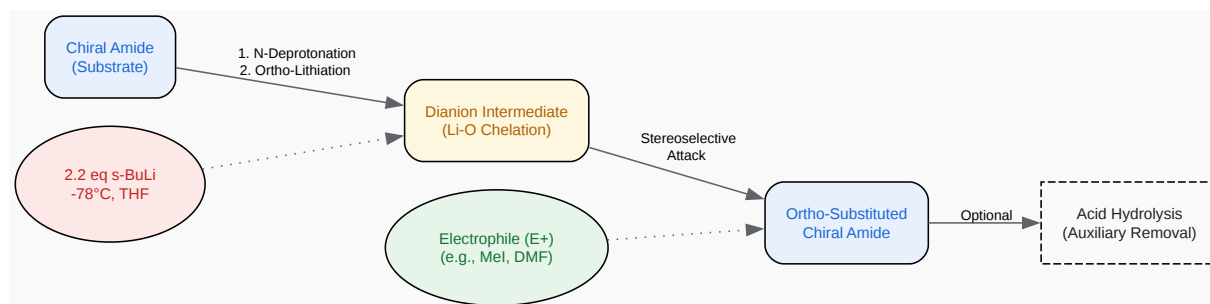 Chiral Amide
(Substrate)
1. N-Deprotonation
2. Ortho-Lithiation
Dianion Intermediate
(Li-O Chelation)
2.2 eq s-BuLi
-78°C, THF
Stereoselective
Attack
Electrophile (E+)
(e.g., MeI, DMF)
Ortho-Substituted
Chiral Amide
Optional
Acid Hydrolysis
(Auxiliary Removal)